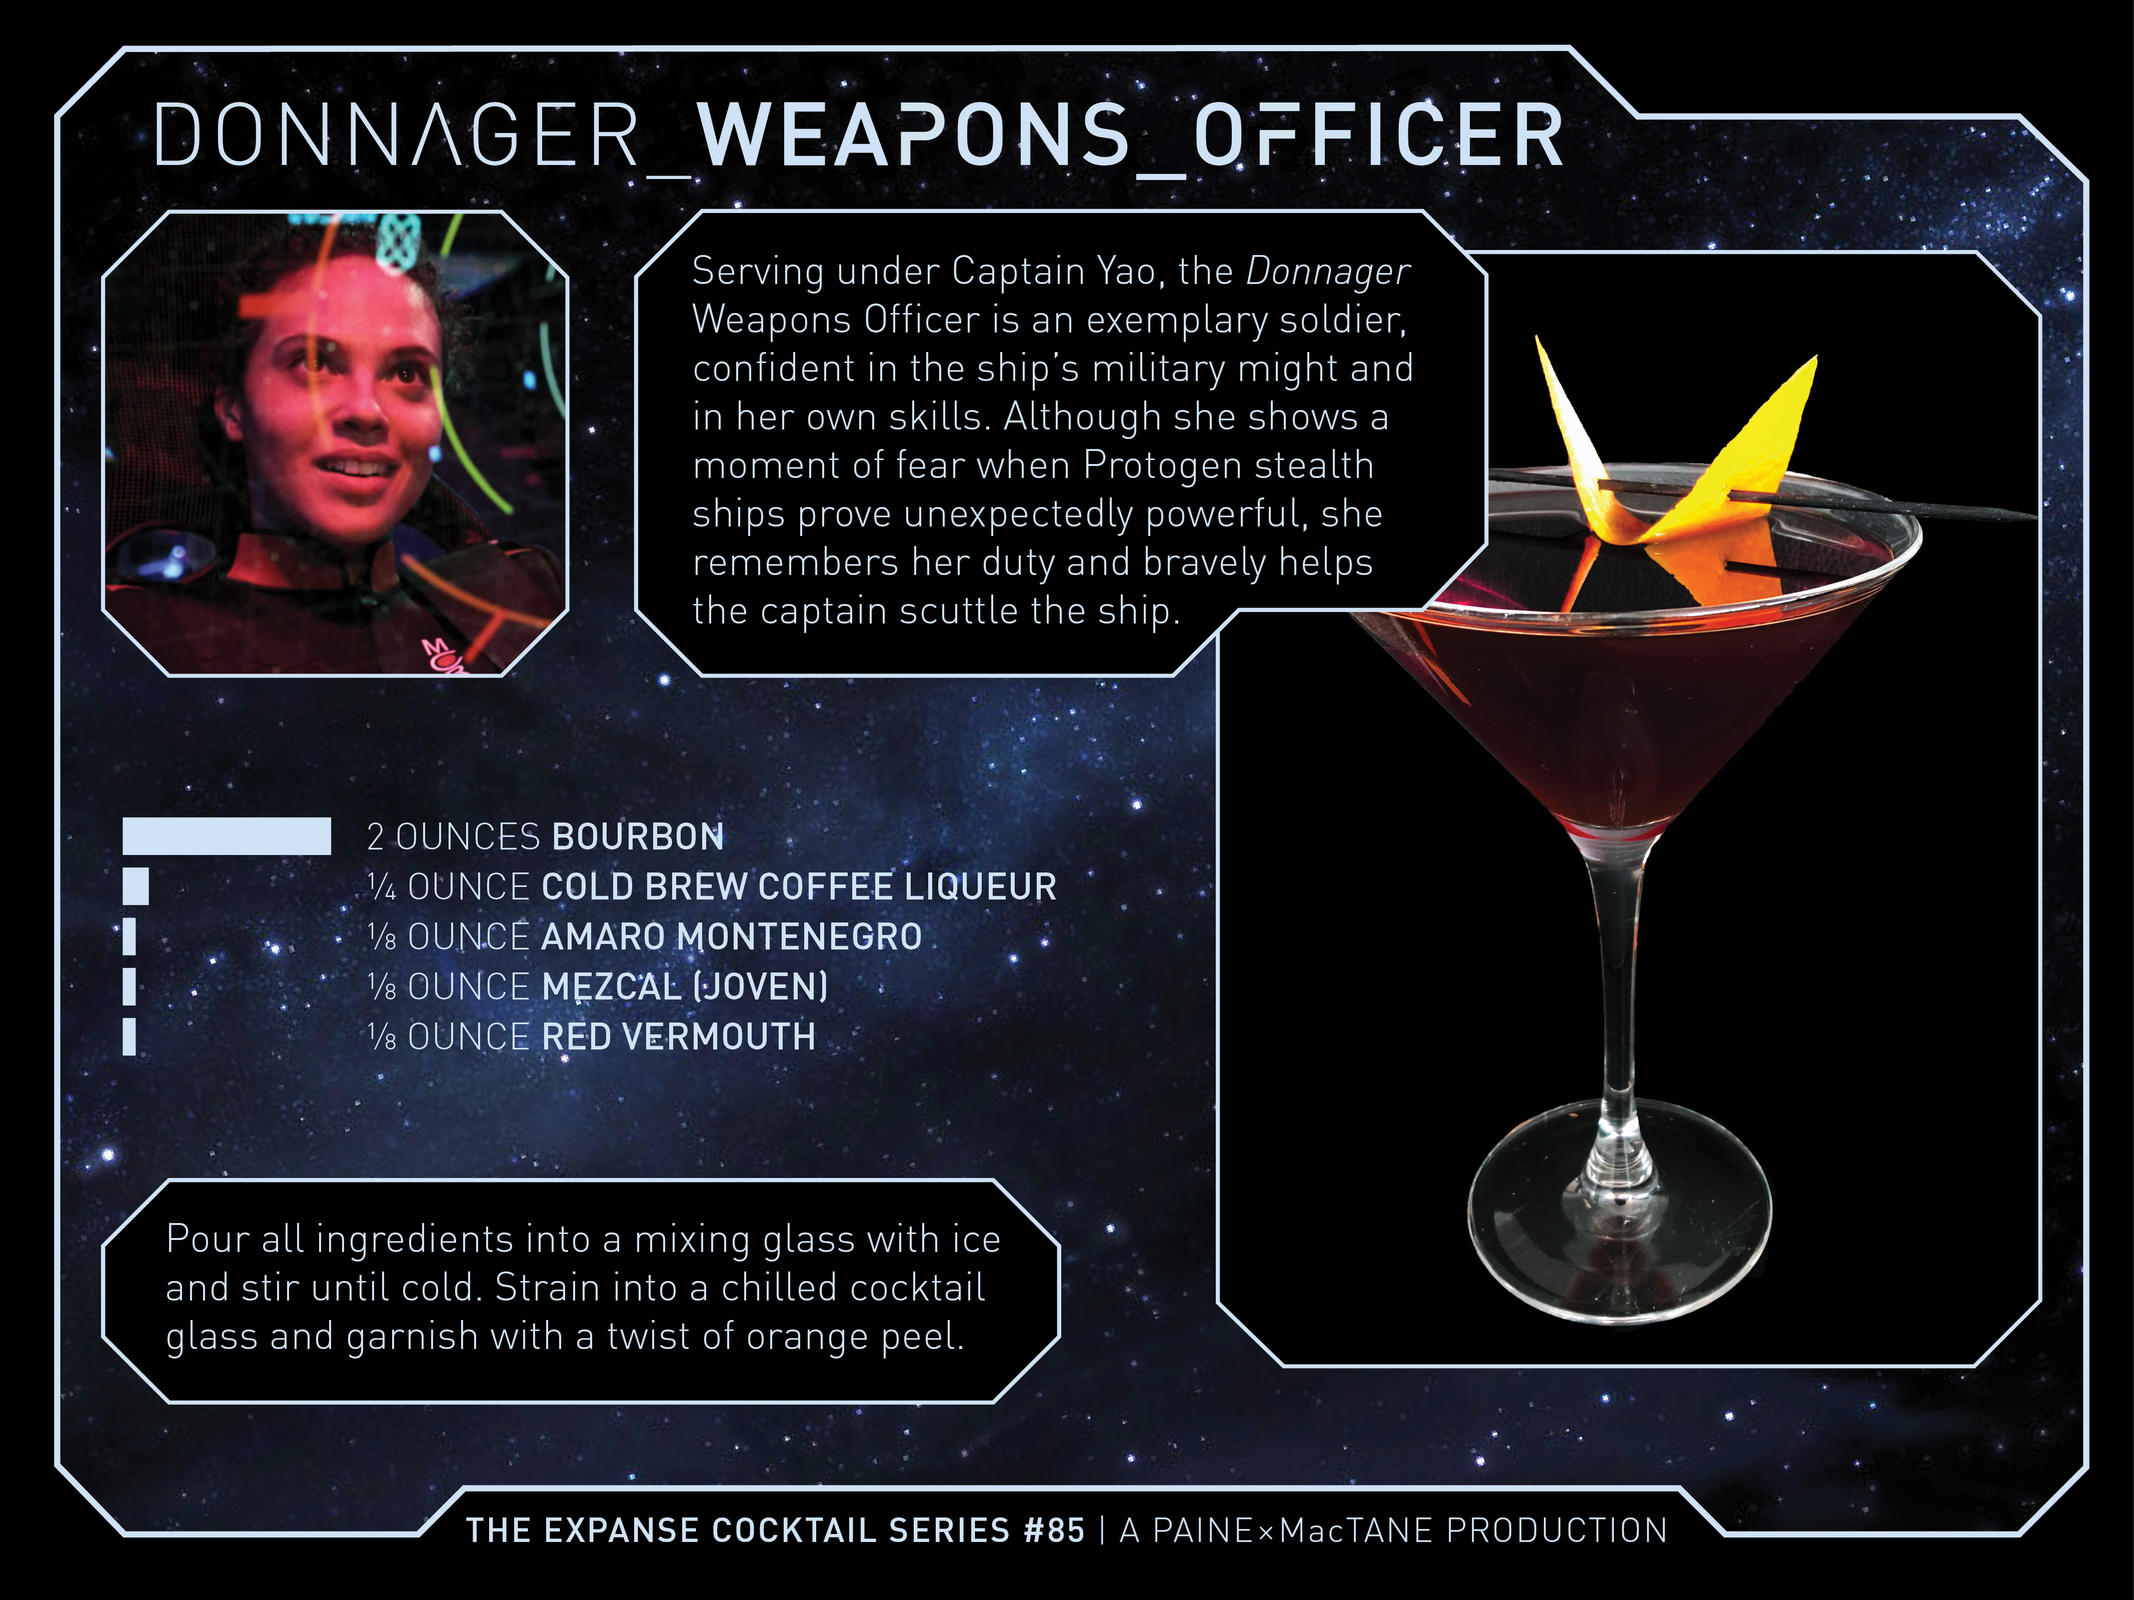 DONNAGER_WEAPONS_OFFICER
Serving under Captain Yao, the Donnager
Weapons Officer is an exemplary soldier,
confident in the ship’s military might and
in her own skills. Although she shows a
moment of fear when Protogen stealth
ships prove unexpectedly powerful, she
remembers her duty and bravely helps
the captain scuttle the ship.
2 OUNCES BOURBON
¼ OUNCE COLD BREW COFFEE LIQUEUR
⅛ OUNCE AMARO MONTENEGRO
⅛ OUNCE MEZCAL (JOVEN)
⅛ OUNCE RED VERMOUTH
Pour all ingredients into a mixing glass with ice
and stir until cold. Strain into a chilled cocktail
glass and garnish with a twist of orange peel.
THE EXPANSE COCKTAIL SERIES #85 | A PAINE×MacTANE PRODUCTION